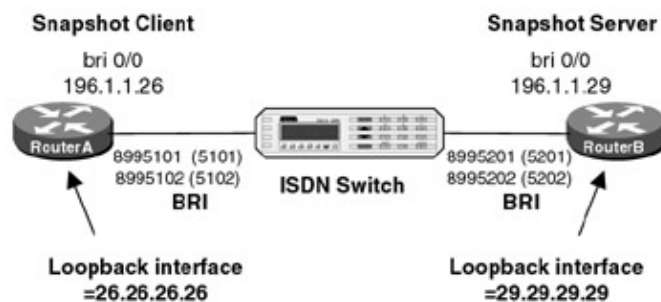 Snapshot Client
bri 0/0
196.1.1.26
RouterA
8995101 (5101)
8995102 (5102)
BRI
Loopback interface
=26.26.26.26
ISDN Switch
Snapshot Server
bri 0/0
196.1.1.29
RouterB
8995201 (5201)
8995202 (5202)
BRI
Loopback interface
=29.29.29.29